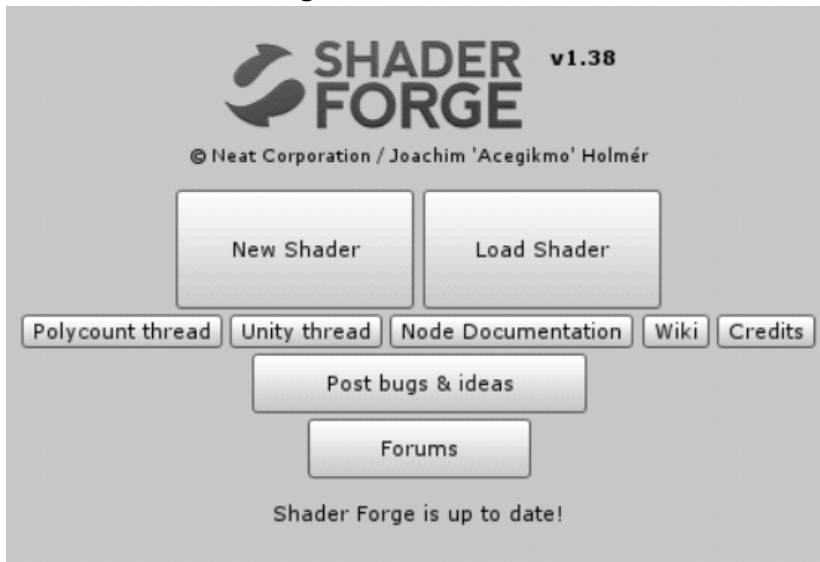 SHADER FORGE v1.38
© Neat Corporation / Joachim 'Acegikmo' Holmér
New Shader Load Shader
Polycount thread Unity thread Node Documentation Wiki Credits
Post bugs & ideas
Forums
Shader Forge is up to date!